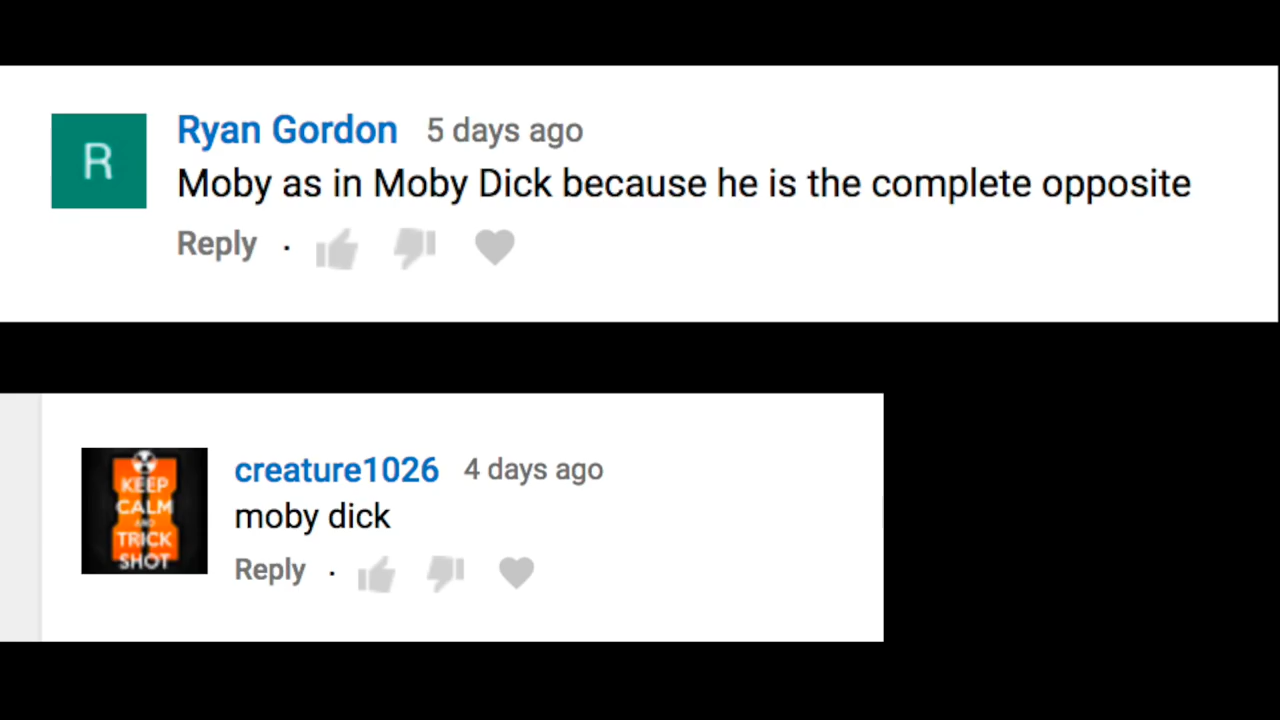 R
Ryan Gordon 5 days ago
Moby as in Moby Dick because he is the complete opposite
Reply ·
KEEP
CALM
AND
TRICK
SHOT
creature1026 4 days ago
moby dick
Reply ·